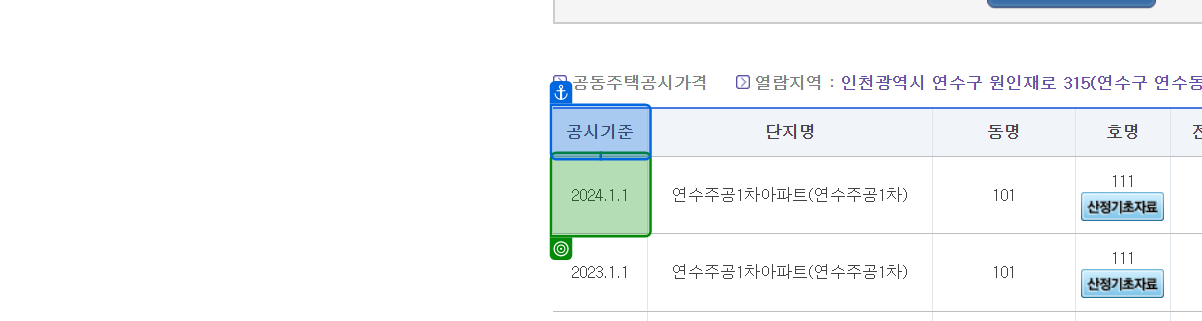 공동주택공시가격 열람지역 : 인천광역시 연수구 원인재로 315(연수구 연수동
공시기준 단지명 동명 호명
2024.1.1 연수주공1차아파트(연수주공1차) 101 111
산정기초자료
2023.1.1 연수주공1차아파트(연수주공1차) 101 111
산정기초자료